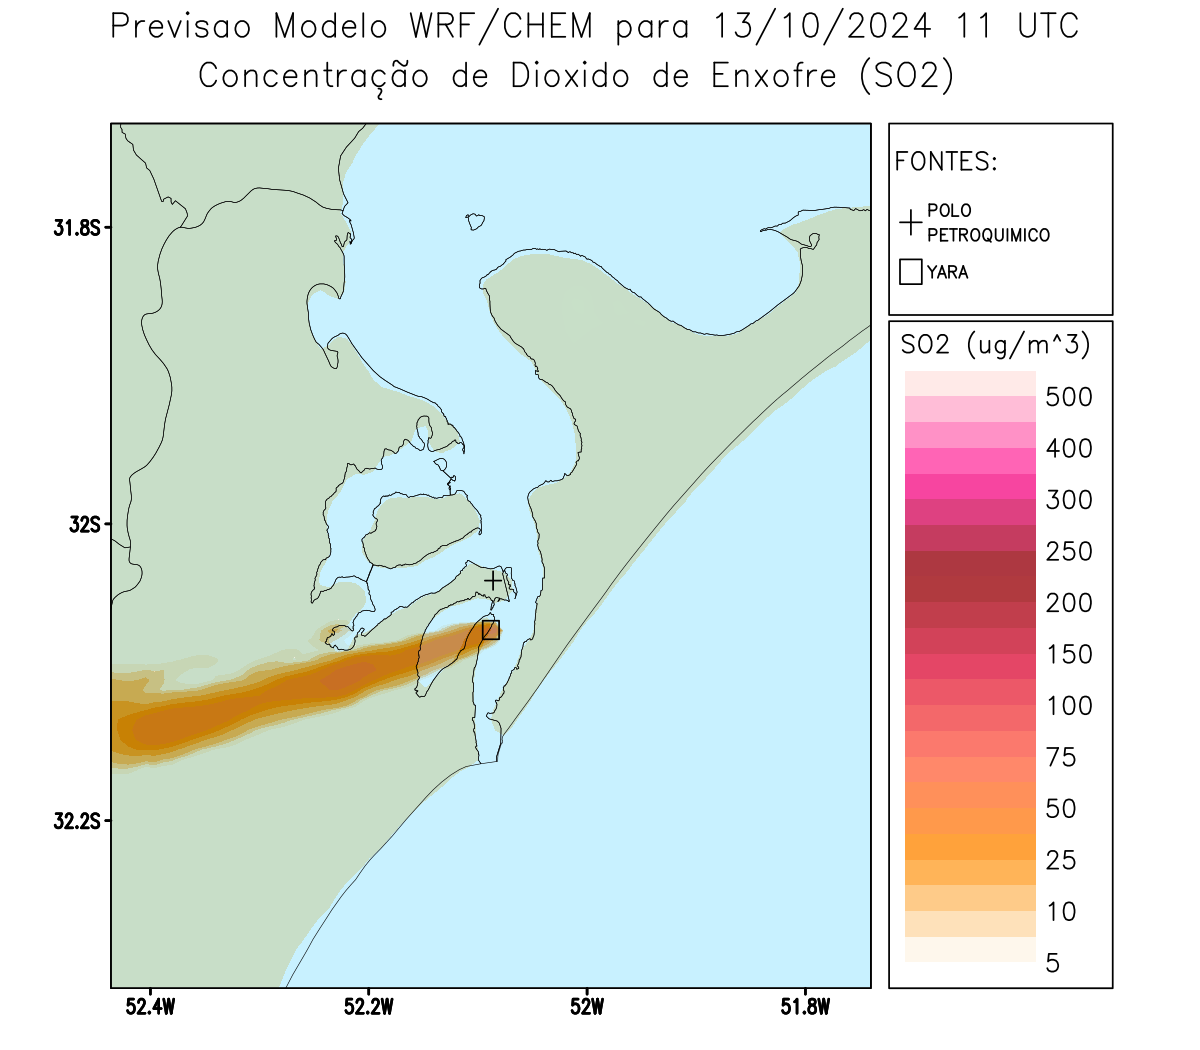 Previsao Modelo WRF/CHEM para 13/10/2024 11 UTC
Concentração de Dioxido de Enxofre (SO2)
FONTES:
POLO
PETROQUIMICO
YARA
31.8S
32S
32.2S
52.4W
52.2W
52W
51.8W
SO2 (ug/m^3)
500
400
300
250
200
150
100
75
50
25
10
5